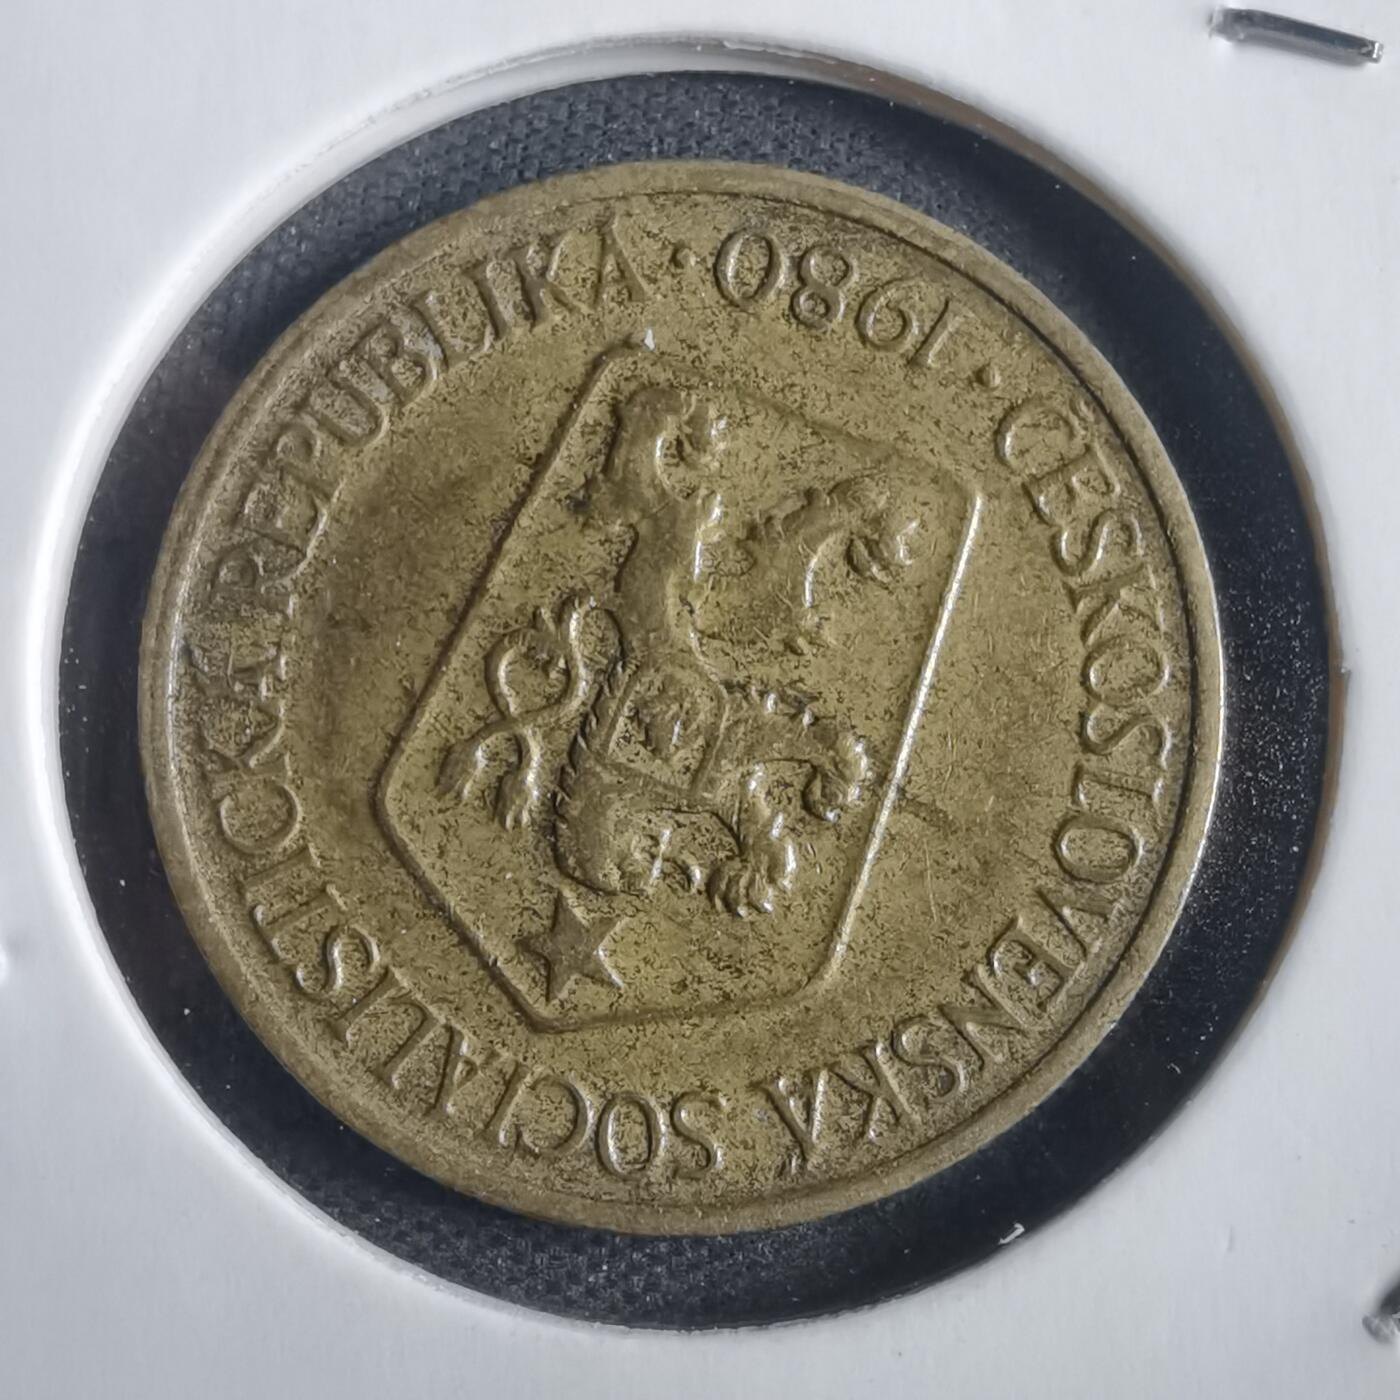 ČESKOSLOVENSKÁ SOCIALISTICKÁ REPUBLIKA · 1980 ·